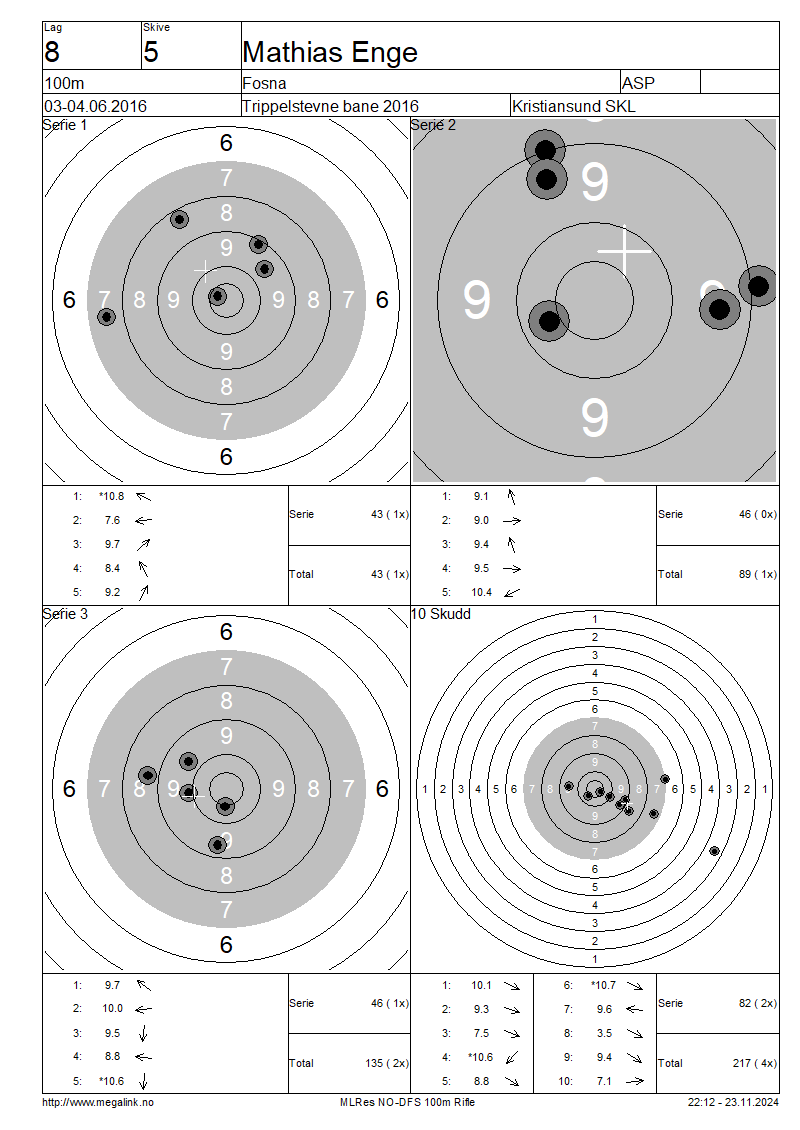 Lag
Skive
8
5
Mathias Enge
100m
Fosna
ASP
03-04.06.2016
Trippelstevne bane 2016
Kristiansund SKL
Serie 1
6
7
8
9
6 7 8 9 9 8 7 6
9
8
7
6
Serie 2
9
9 9
9
1: *10.8
2: 7.6
3: 9.7
4: 8.4
5: 9.2
Serie 43 ( 1x)
Total 43 ( 1x)
1: 9.1
2: 9.0
3: 9.4
4: 9.5
5: 10.4
Serie 46 ( 0x)
Total 89 ( 1x)
Serie 3
6
7
8
9
6 7 8 9 9 8 7 6
9
8
7
6
10 Skudd
1
2
3
4
5
6
7
8
9
1 2 3 4 5 6 7 8 9 8 7 6 5 4 3 2 1
9
8
7
6
5
4
3
2
1
1: 9.7
2: 10.0
3: 9.5
4: 8.8
5: *10.6
Serie 46 ( 1x)
Total 135 ( 2x)
1: 10.1
2: 9.3
3: 7.5
4: *10.6
5: 8.8
6: *10.7
7: 9.6
8: 3.5
9: 9.4
10: 7.1
Serie 82 ( 2x)
Total 217 ( 4x)
http://www.megalink.no
MLRes NO-DFS 100m Rifle
22:12 - 23.11.2024